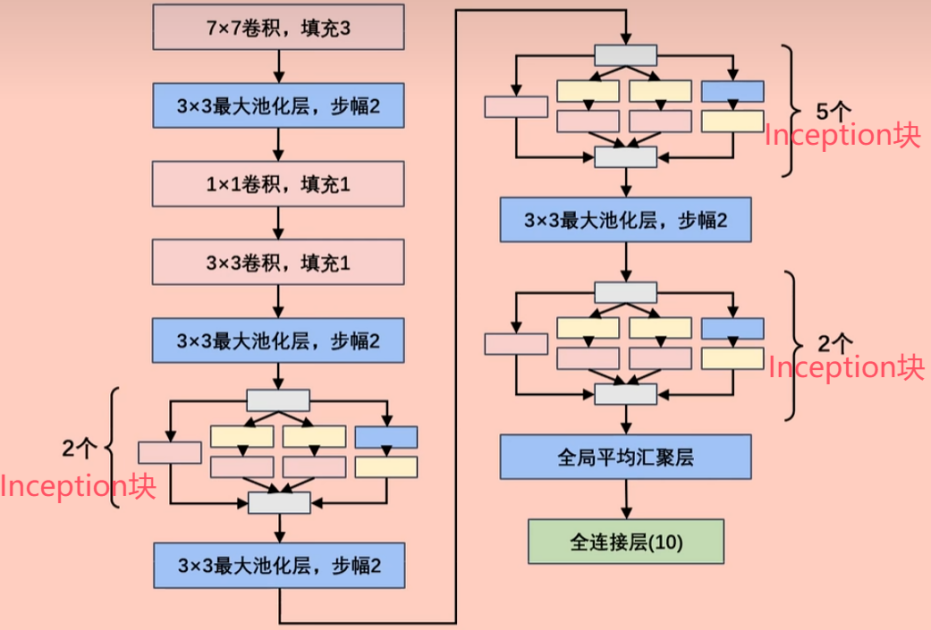 7×7卷积，填充3
3×3最大池化层，步幅2
1×1卷积，填充1
3×3卷积，填充1
3×3最大池化层，步幅2
2个
Inception块
3×3最大池化层，步幅2
5个
Inception块
3×3最大池化层，步幅2
2个
Inception块
全局平均汇聚层
全连接层(10)